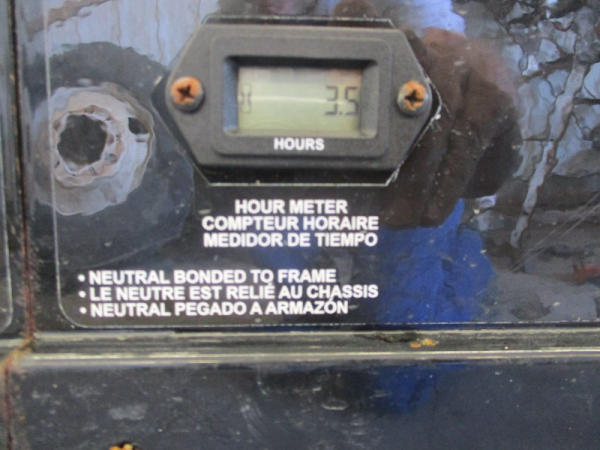 3.5
HOURS
HOUR METER
COMPTEUR HORAIRE
MEDIDOR DE TIEMPO
• NEUTRAL BONDED TO FRAME
• LE NEUTRE EST RELIÉ AU CHASSIS
• NEUTRAL PEGADO A ARMAZÓN